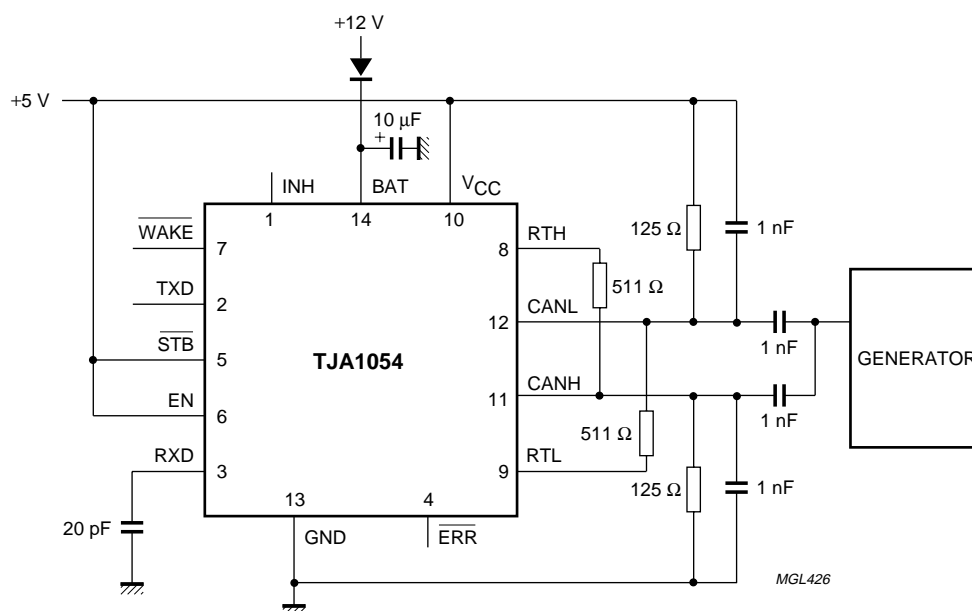 +12 V
+5 V
10 μF
+
INH
BAT
VCC
1
14
10
WAKE
7
TXD
2
STB
5
EN
6
RXD
3
TJA1054
RTH
8
511 Ω
CANL
12
CANH
11
511 Ω
RTL
9
125 Ω
1 nF
1 nF
1 nF
125 Ω
1 nF
GENERATOR
13
4
GND
ERR
20 pF
MGL426